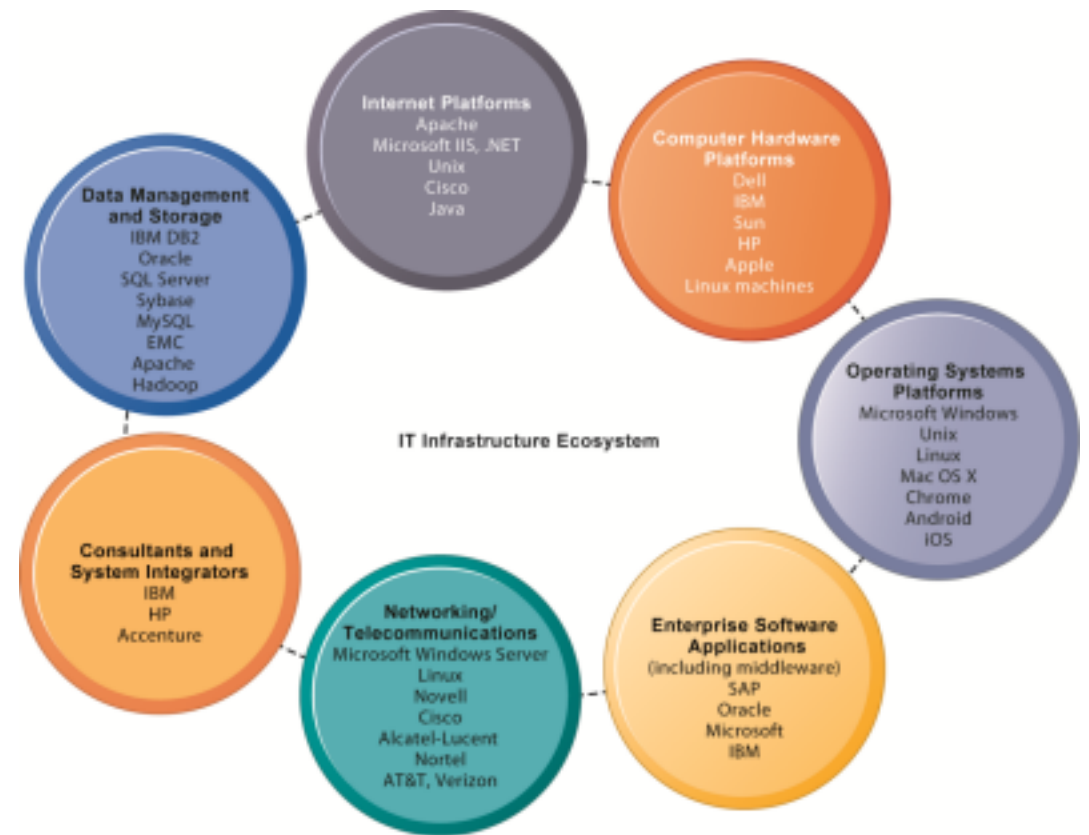 Internet Platforms
Apache
Microsoft IIS, .NET
Unix
Cisco
Java
Computer Hardware
Platforms
Dell
IBM
Sun
HP
Apple
Linux machines
Operating Systems
Platforms
Microsoft Windows
Unix
Linux
Mac OS X
Chrome
Android
iOS
Enterprise Software
Applications
(including middleware)
SAP
Oracle
Microsoft
IBM
Networking/
Telecommunications
Microsoft Windows Server
Linux
Novell
Cisco
Alcatel-Lucent
Nortel
AT&T, Verizon
Consultants and
System Integrators
IBM
HP
Accenture
Data Management
and Storage
IBM DB2
Oracle
SQL Server
Sybase
MySQL
EMC
Apache
Hadoop
IT Infrastructure Ecosystem